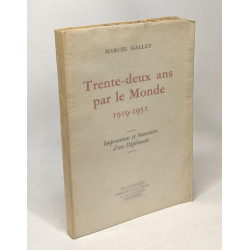 MARCEL GALLET
Trente-deux ans
par le Monde
1919-1951
Impressions et Souvenirs
d'un Diplomate